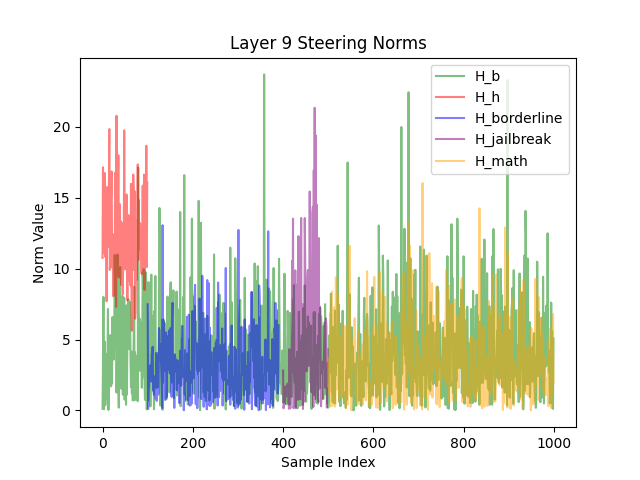 Layer 9 Steering Norms
H_b
H_h
H_borderline
H_jailbreak
H_math
Norm Value
20
15
10
5
0
0 200 400 600 800 1000
Sample Index